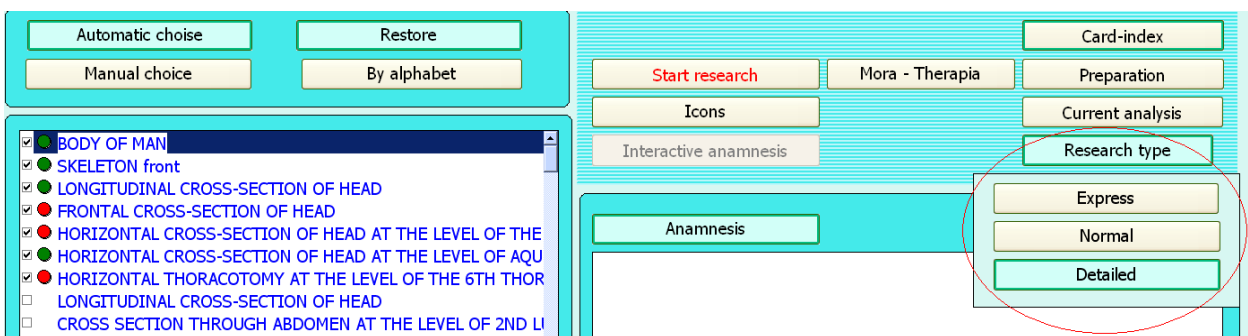 Automatic choise
Restore
Manual choice
By alphabet
BODY OF MAN
SKELETON front
LONGITUDINAL CROSS-SECTION OF HEAD
FRONTAL CROSS-SECTION OF HEAD
HORIZONTAL CROSS-SECTION OF HEAD AT THE LEVEL OF THE
HORIZONTAL CROSS-SECTION OF HEAD AT THE LEVEL OF AQU
HORIZONTAL THORACOTOMY AT THE LEVEL OF THE 6TH THOR
LONGITUDINAL CROSS-SECTION OF HEAD
CROSS SECTION THROUGH ABDOMEN AT THE LEVEL OF 2ND LU
Card-index
Start research
Mora - Therapia
Preparation
Icons
Current analysis
Interactive anamnesis
Research type
Express
Anamnesis
Normal
Detailed